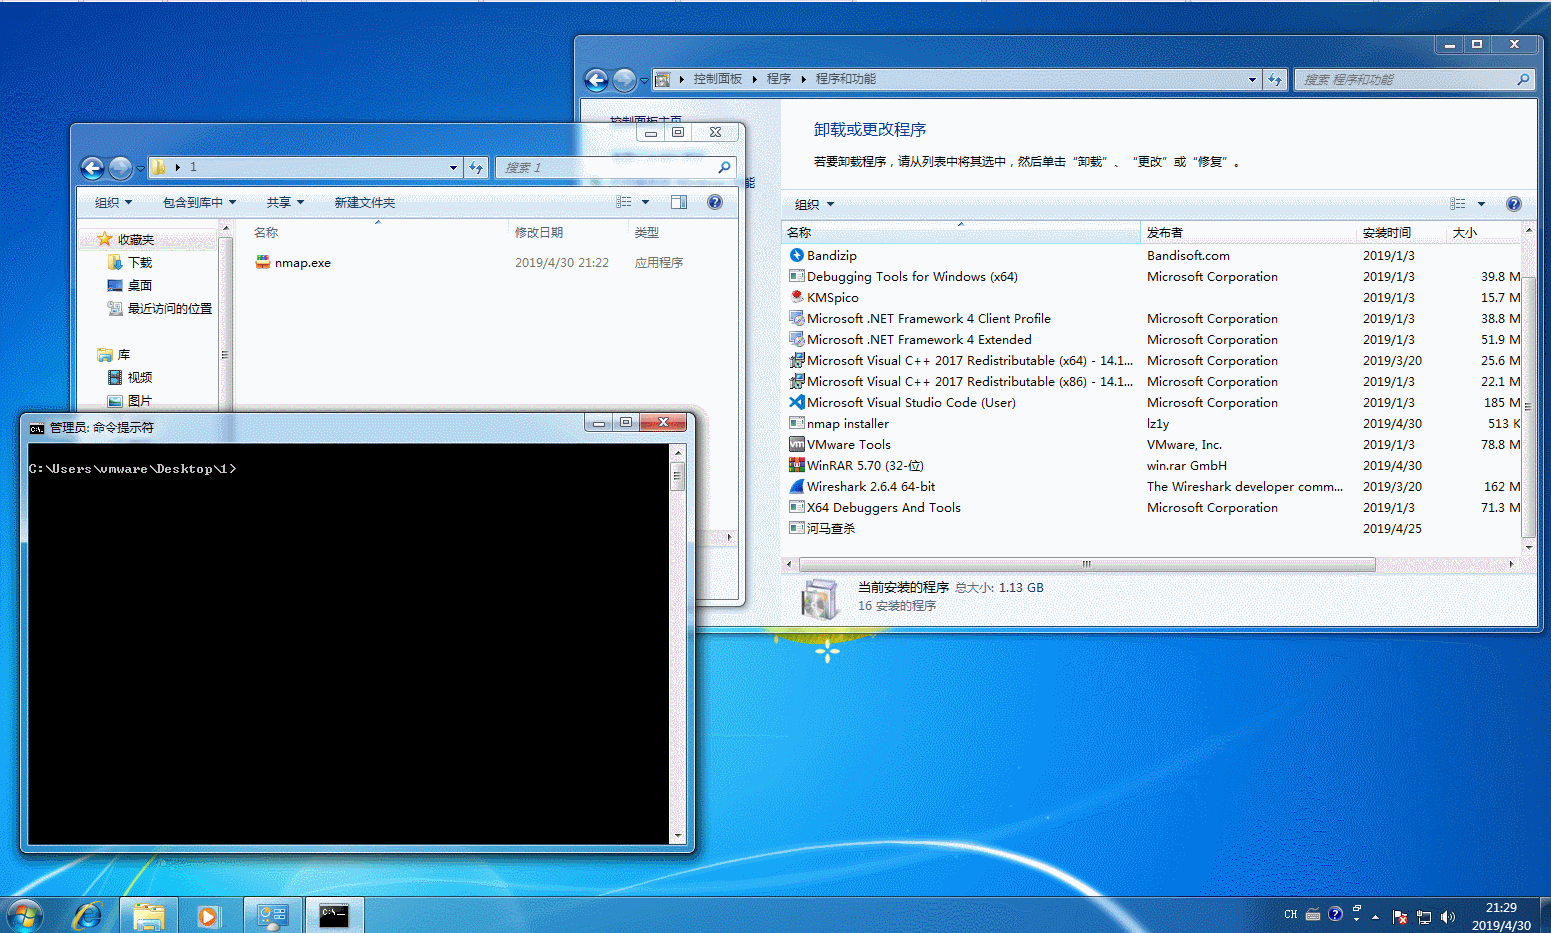 控制面板 程序 程序和功能
搜索 程序和功能
控制面板主页
卸载或更改程序
若要卸载程序，请从列表中将其选中，然后单击“卸载”、“更改”或“修复”。
组织
名称 发布者 安装时间 大小
Bandizip Bandisoft.com 2019/1/3
Debugging Tools for Windows (x64) Microsoft Corporation 2019/1/3 39.8 M
KMSpico 2019/1/3 15.7 M
Microsoft .NET Framework 4 Client Profile Microsoft Corporation 2019/1/3 38.8 M
Microsoft .NET Framework 4 Extended Microsoft Corporation 2019/1/3 51.9 M
Microsoft Visual C++ 2017 Redistributable (x64) - 14.1... Microsoft Corporation 2019/3/20 25.6 M
Microsoft Visual C++ 2017 Redistributable (x86) - 14.1... Microsoft Corporation 2019/1/3 22.1 M
Microsoft Visual Studio Code (User) Microsoft Corporation 2019/1/3 185 M
nmap installer lz1y 2019/4/30 513 K
VMware Tools VMware, Inc. 2019/1/3 78.8 M
WinRAR 5.70 (32-位) win.rar GmbH 2019/4/30
Wireshark 2.6.4 64-bit The Wireshark developer comm... 2019/3/20 162 M
X64 Debuggers And Tools Microsoft Corporation 2019/1/3 71.3 M
河马查杀 2019/4/25
当前安装的程序 总大小: 1.13 GB
16 安装的程序
1
搜索 1
能
组织 包含到库中 共享 新建文件夹
收藏夹
下载
桌面
最近访问的位置
库
视频
图片
名称 修改日期 类型
nmap.exe 2019/4/30 21:22 应用程序
管理员: 命令提示符
C:\Users\vmware\Desktop\1>
CH
21:29
2019/4/30